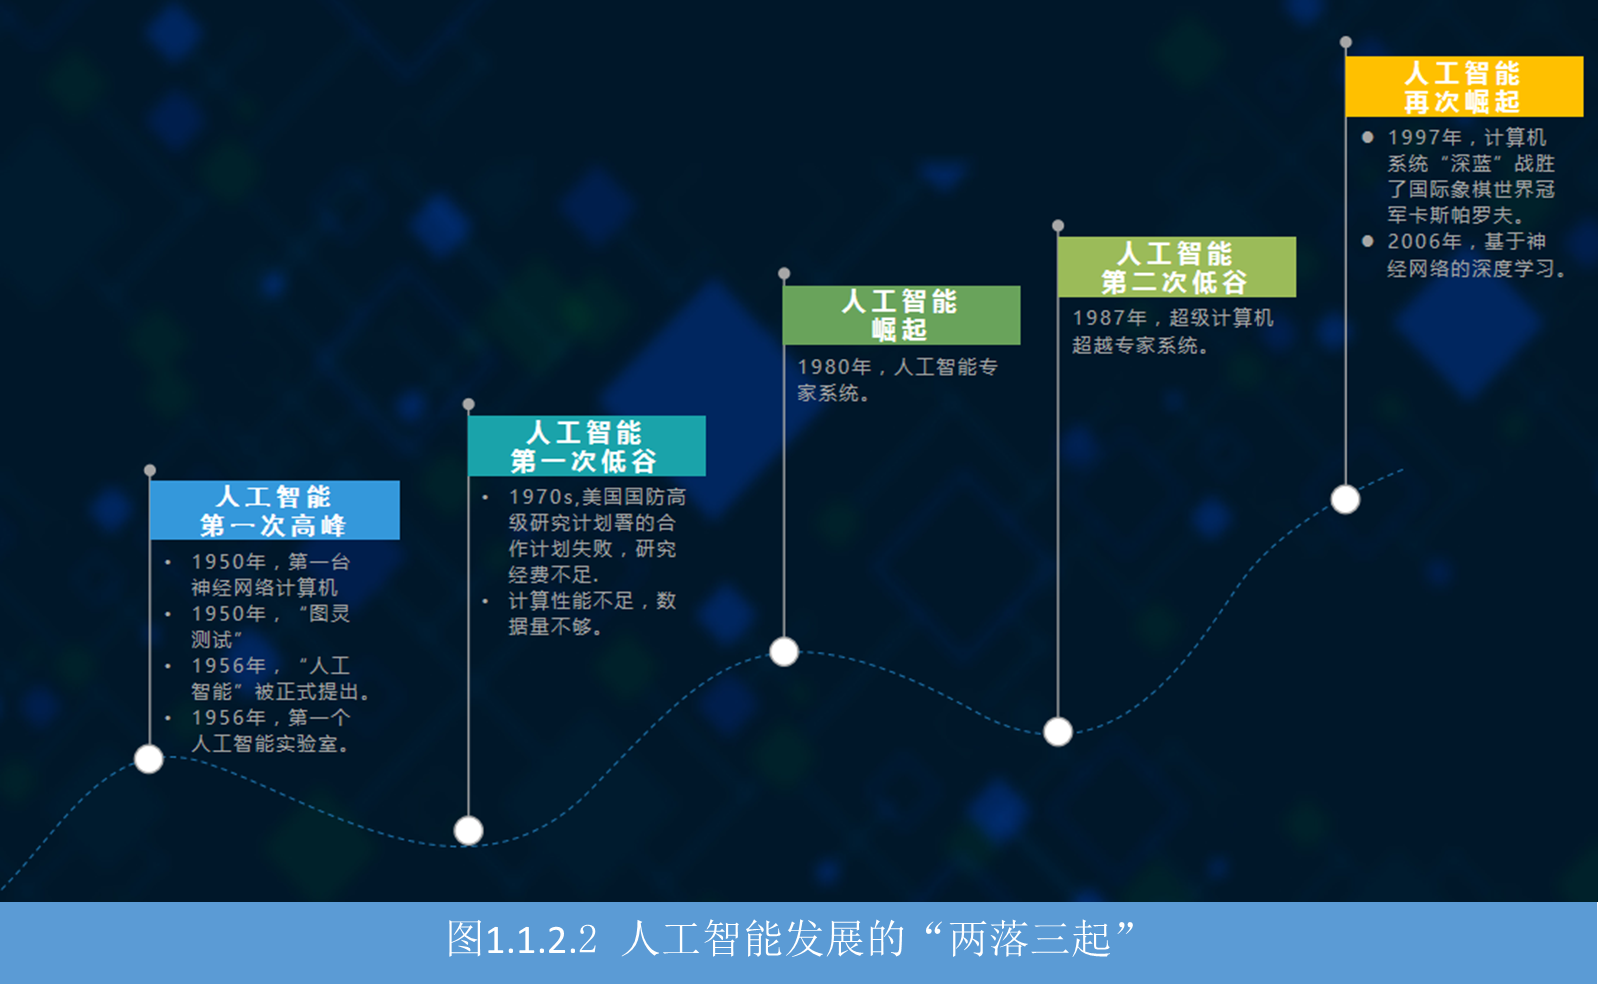 人工智能
第一次高峰
• 1950年，第一台
神经网络计算机
• 1950年，“图灵
测试”
• 1956年，“人工
智能”被正式提出。
• 1956年，第一个
人工智能实验室。
人工智能
第一次低谷
• 1970s,美国国防高
级研究计划署的合
作计划失败，研究
经费不足.
• 计算性能不足，数
据量不够。
人工智能
崛起
1980年，人工智能专
家系统。
人工智能
第二次低谷
1987年，超级计算机
超越专家系统。
人工智能
再次崛起
● 1997年，计算机
系统“深蓝”战胜
了国际象棋世界冠
军卡斯帕罗夫。
● 2006年，基于神
经网络的深度学习。
图1.1.2.2 人工智能发展的“两落三起”